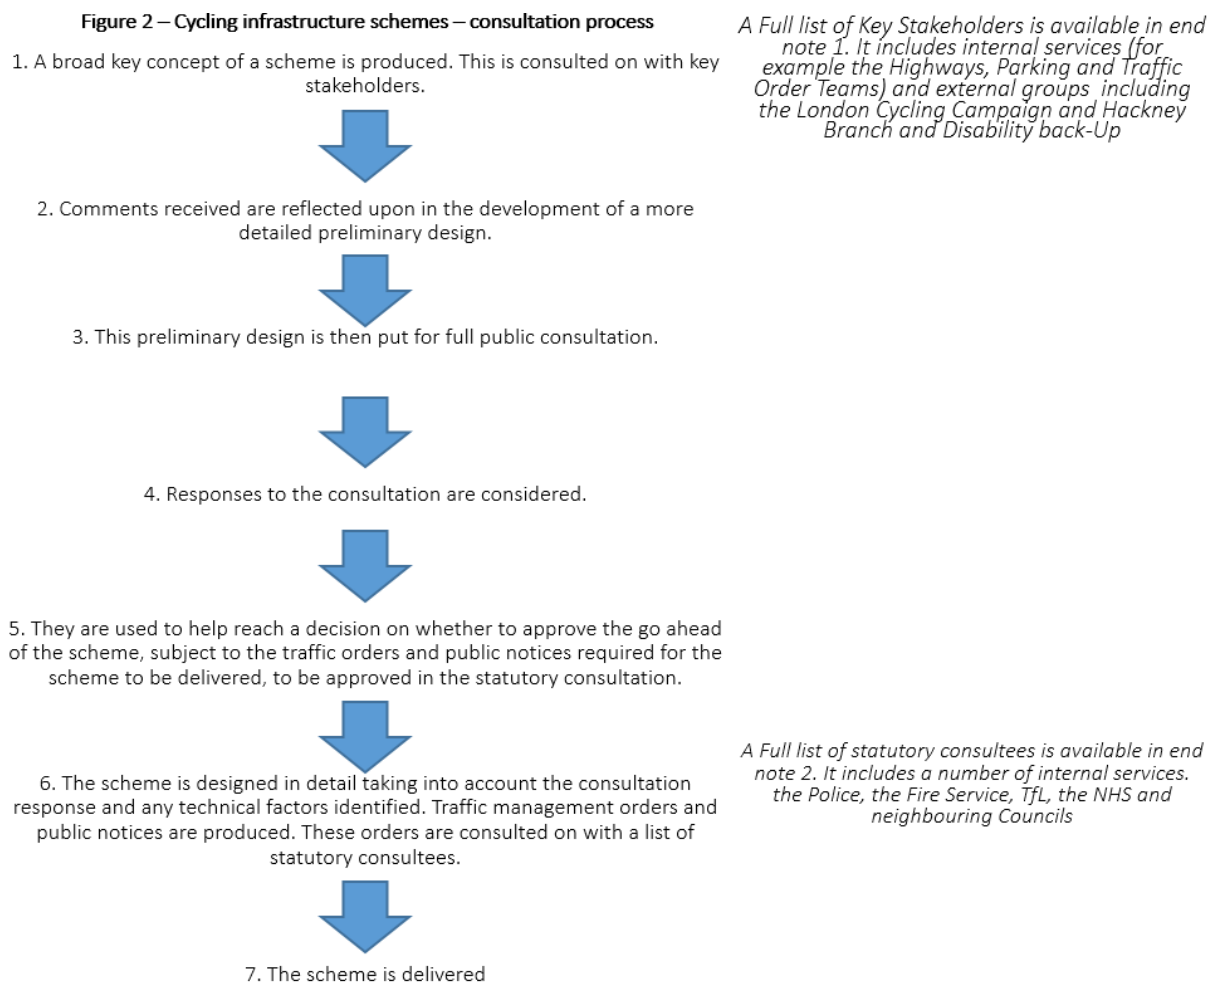 Figure 2 – Cycling infrastructure schemes – consultation process
1. A broad key concept of a scheme is produced. This is consulted on with key
stakeholders.
A Full list of Key Stakeholders is available in end
note 1. It includes internal services (for
example the Highways, Parking and Traffic
Order Teams) and external groups including
the London Cycling Campaign and Hackney
Branch and Disability back-Up
2. Comments received are reflected upon in the development of a more
detailed preliminary design.
3. This preliminary design is then put for full public consultation.
4. Responses to the consultation are considered.
5. They are used to help reach a decision on whether to approve the go ahead
of the scheme, subject to the traffic orders and public notices required for the
scheme to be delivered, to be approved in the statutory consultation.
6. The scheme is designed in detail taking into account the consultation
response and any technical factors identified. Traffic management orders and
public notices are produced. These orders are consulted on with a list of
statutory consultees.
A Full list of statutory consultees is available in end
note 2. It includes a number of internal services.
the Police, the Fire Service, TfL, the NHS and
neighbouring Councils
7. The scheme is delivered